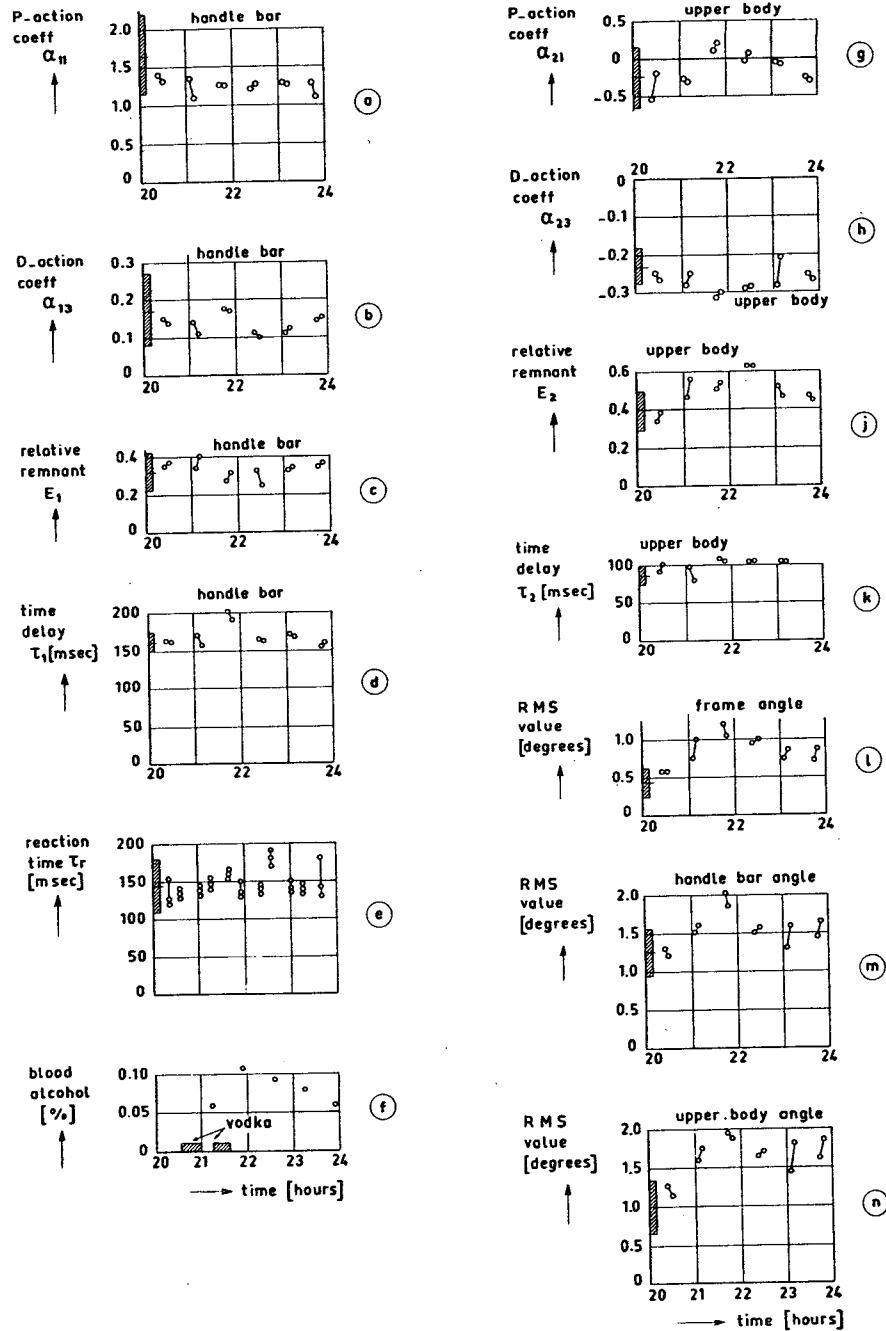 P-action
coeff
α11
handle bar
2.0
1.5
1.0
0.5
0
20 22 24
a
D-action
coeff
α13
handle bar
0.3
0.2
0.1
0
20 22 24
b
relative
remnant
E1
handle bar
0.4
0.2
0
20 22 24
c
time
delay
τ1[msec]
handle bar
200
150
100
50
0
20 22 24
d
reaction
time τr
[msec]
200
150
100
50
0
e
blood
alcohol
[%]
0.10
0.05
0
vodka
20 21 22 23 24
time [hours]
f
P-action
coeff
α21
upper body
0.5
0
-0.5
g
D-action
coeff
α23
20 22 24
0
-0.1
-0.2
-0.3
upper body
h
relative
remnant
E2
upper body
0.6
0.4
0.2
0
20 22 24
j
time
delay
τ2[msec]
upper body
100
50
0
20 22 24
k
RMS
value
[degrees]
frame angle
1.0
0.5
0
20 22 24
l
RMS
value
[degrees]
handle bar angle
2.0
1.5
1.0
0.5
0
20 22 24
m
RMS
value
[degrees]
upper body angle
2.0
1.5
1.0
0.5
0
20 21 22 23 24
time [hours]
n